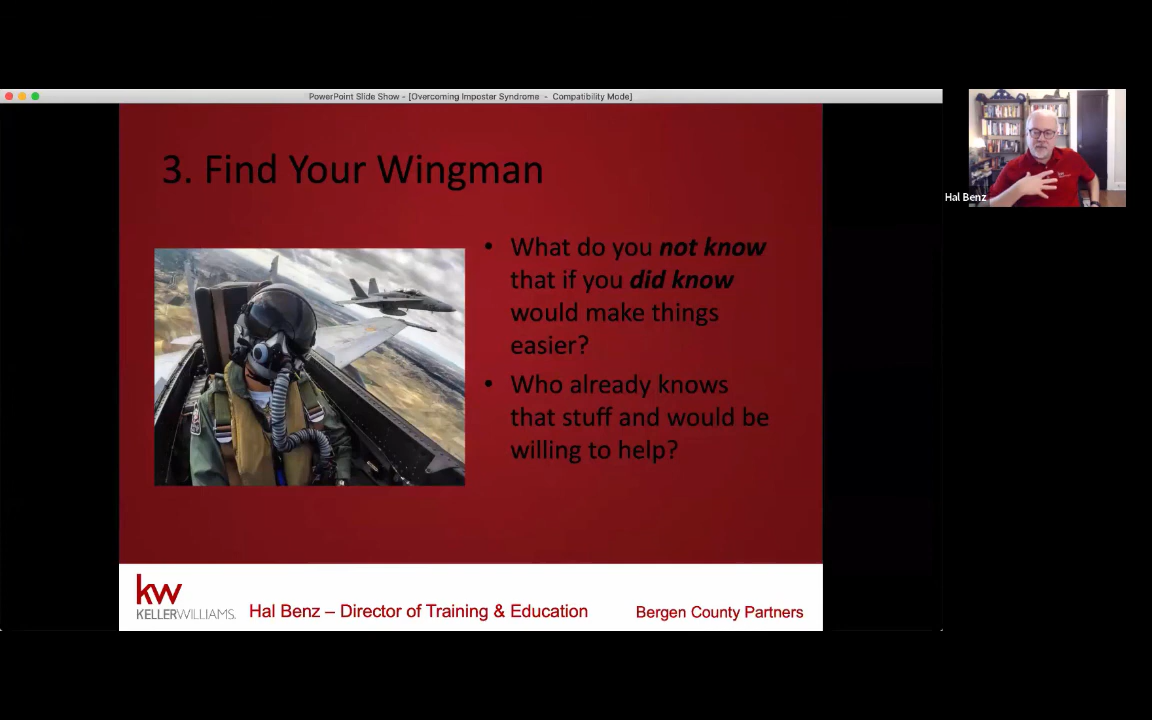 PowerPoint Slide Show - [Overcoming Imposter Syndrome - Compatibility Mode]
3. Find Your Wingman
• What do you not know
that if you did know
would make things
easier?
• Who already knows
that stuff and would be
willing to help?
kw
KELLERWILLIAMS.
Hal Benz – Director of Training & Education
Bergen County Partners
Hal Benz